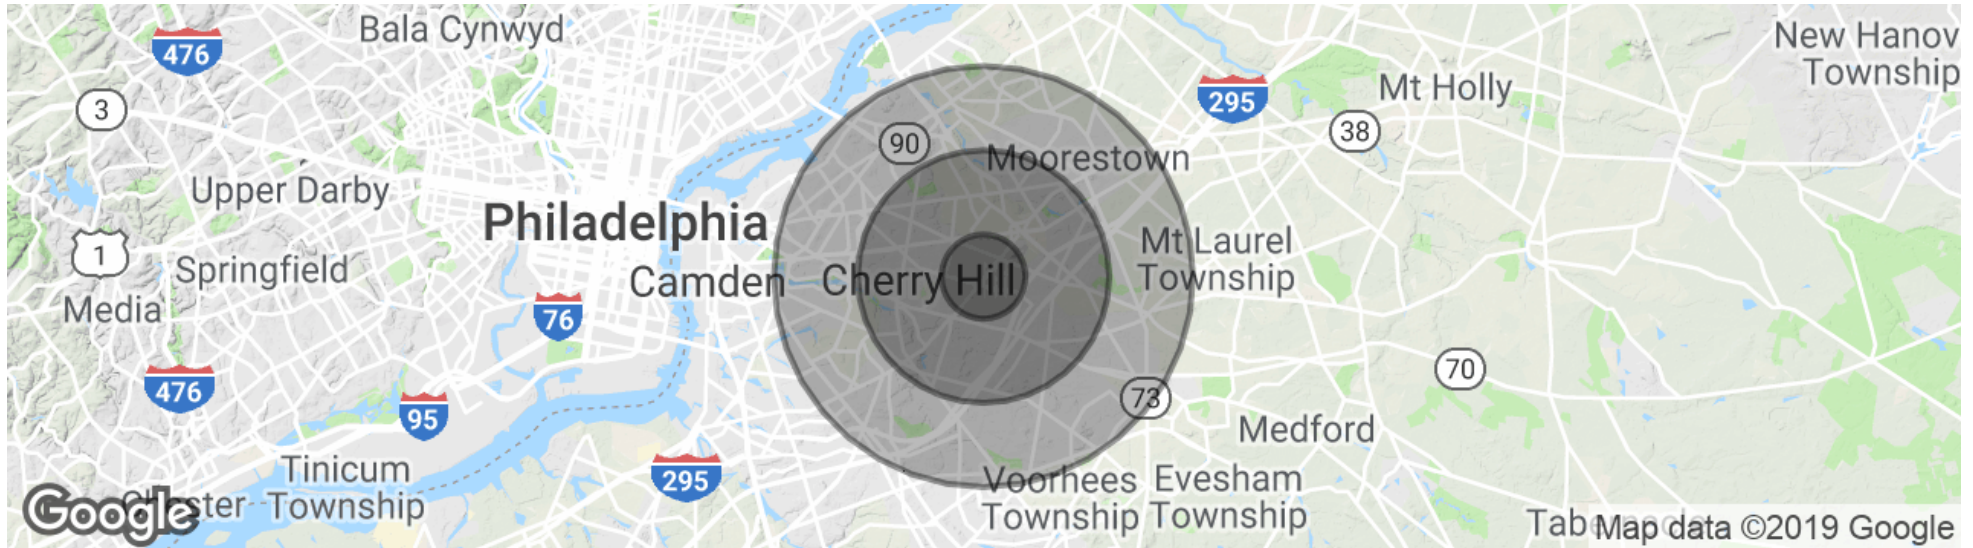 Bala Cynwyd
476
New Hanov
Township
3
295
Mt Holly
38
90
Moorestown
Upper Darby
Philadelphia
1
Springfield
Mt Laurel
Township
Camden
Cherry Hill
Media
76
476
95
73
70
Medford
295
Tinicum
Township
Voorhees
Township
Evesham
Township
Google
Map data ©2019 Google